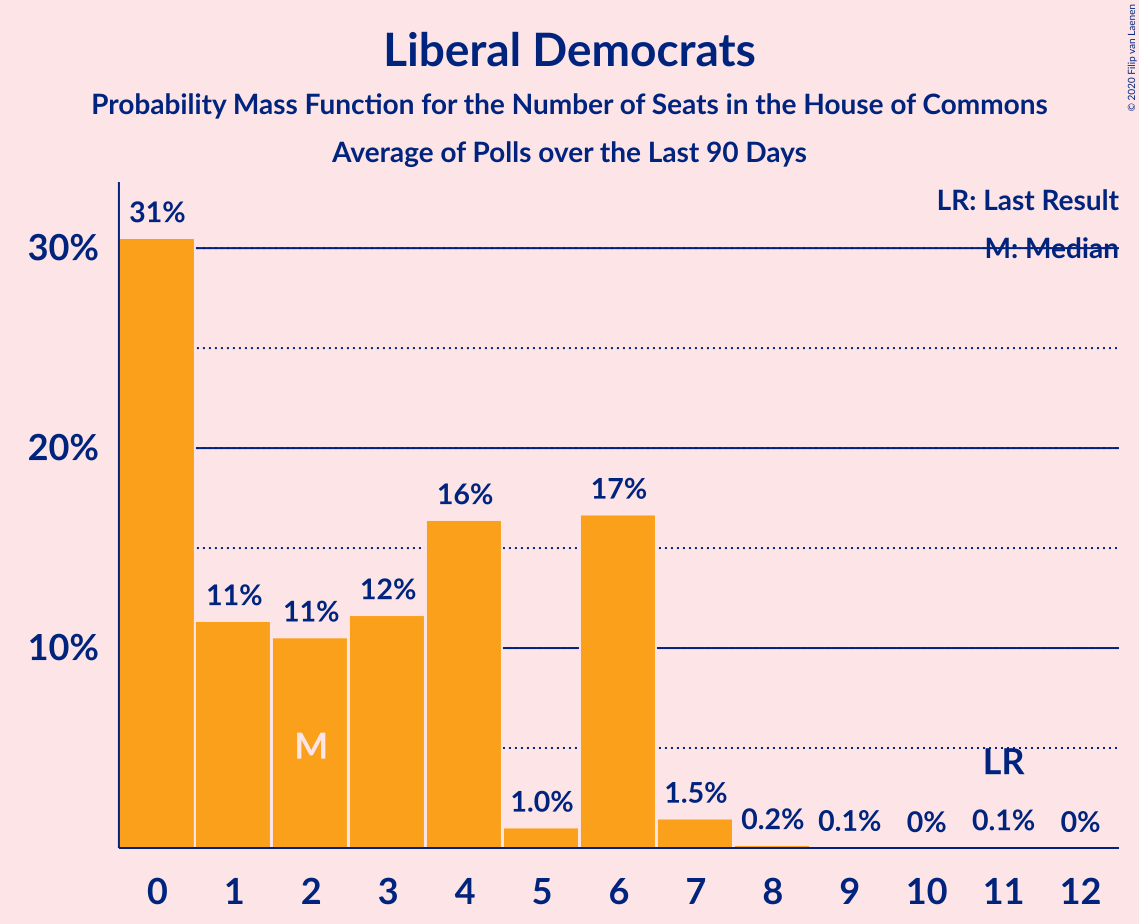 Liberal Democrats
Probability Mass Function for the Number of Seats in the House of Commons
Average of Polls over the Last 90 Days
© 2020 Filip van Laenen
LR: Last Result
M: Median
31%
30%
20%
17%
16%
12%
11%
11%
10%
M
LR
1.0%
1.5%
0.2%
0.1%
0%
0.1%
0%
0 1 2 3 4 5 6 7 8 9 10 11 12